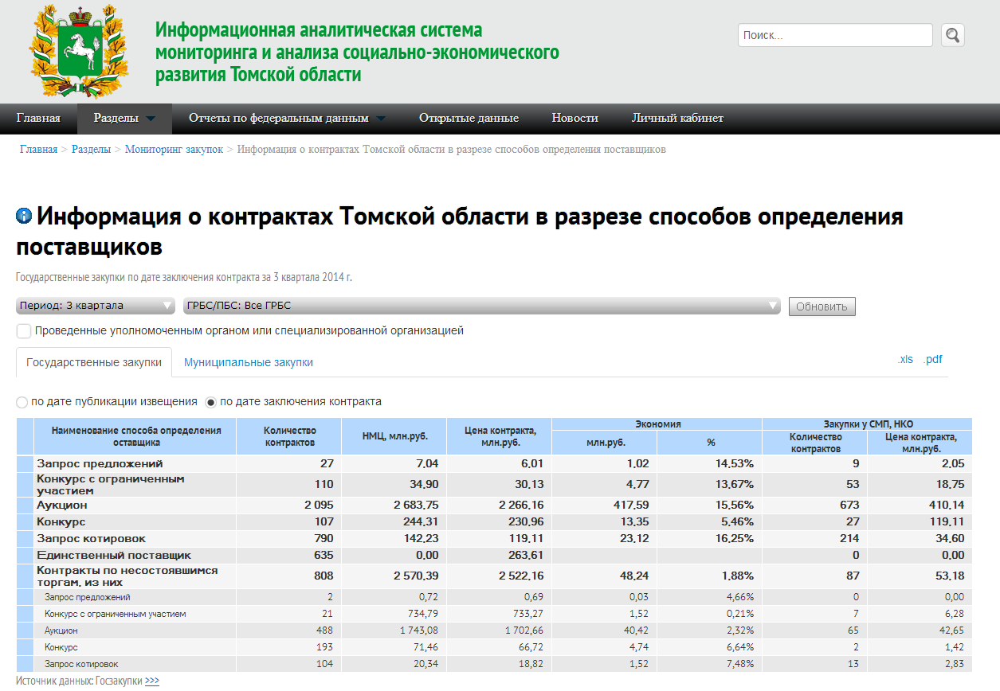 Информационная аналитическая система
мониторинга и анализа социально-экономического
развития Томской области
Поиск...
Главная Разделы Отчеты по федеральным данным Открытые данные Новости Личный кабинет
Главная > Разделы > Мониторинг закупок > Информация о контрактах Томской области в разрезе способов определения поставщиков
Информация о контрактах Томской области в разрезе способов определения
поставщиков
Государственные закупки по дате заключения контракта за 3 квартала 2014 г.
Период: 3 квартала ГРБС/ПБС: Все ГРБС Обновить
Проведенные уполномоченным органом или специализированной организацией
Государственные закупки Муниципальные закупки .xls .pdf
по дате публикации извещения по дате заключения контракта
Наименование способа определения оставщика Количество контрактов НМЦ, млн.руб. Цена контракта, млн.руб. Экономия Закупки у СМП, НКО
млн.руб. % Количество контрактов Цена контракта, млн.руб.
Запрос предложений 27 7,04 6,01 1,02 14,53% 9 2,05
Конкурс с ограниченным
участием 110 34,90 30,13 4,77 13,67% 53 18,75
Аукцион 2 095 2 683,75 2 266,16 417,59 15,56% 673 410,14
Конкурс 107 244,31 230,96 13,35 5,46% 27 119,11
Запрос котировок 790 142,23 119,11 23,12 16,25% 214 34,60
Единственный поставщик 635 0,00 263,61 0 0,00
Контракты по несостоявшимся
торгам, из них 808 2 570,39 2 522,16 48,24 1,88% 87 53,18
Запрос предложений 2 0,72 0,69 0,03 4,66% 0 0,00
Конкурс с ограниченным участием 21 734,79 733,27 1,52 0,21% 7 6,28
Аукцион 488 1 743,08 1 702,66 40,42 2,32% 65 42,65
Конкурс 193 71,46 66,72 4,74 6,64% 2 1,42
Запрос котировок 104 20,34 18,82 1,52 7,48% 13 2,83
Источник данных: Госзакупки >>>